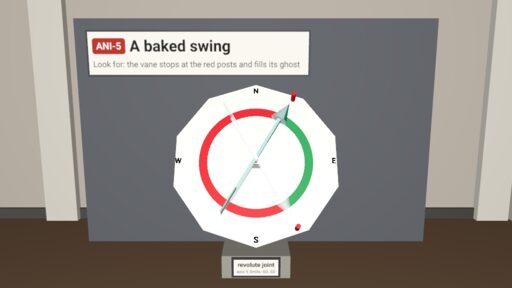 ANI-5 A baked swing
Look for: the vane stops at the red posts and fills its ghost
N
W
E
S
revolute joint